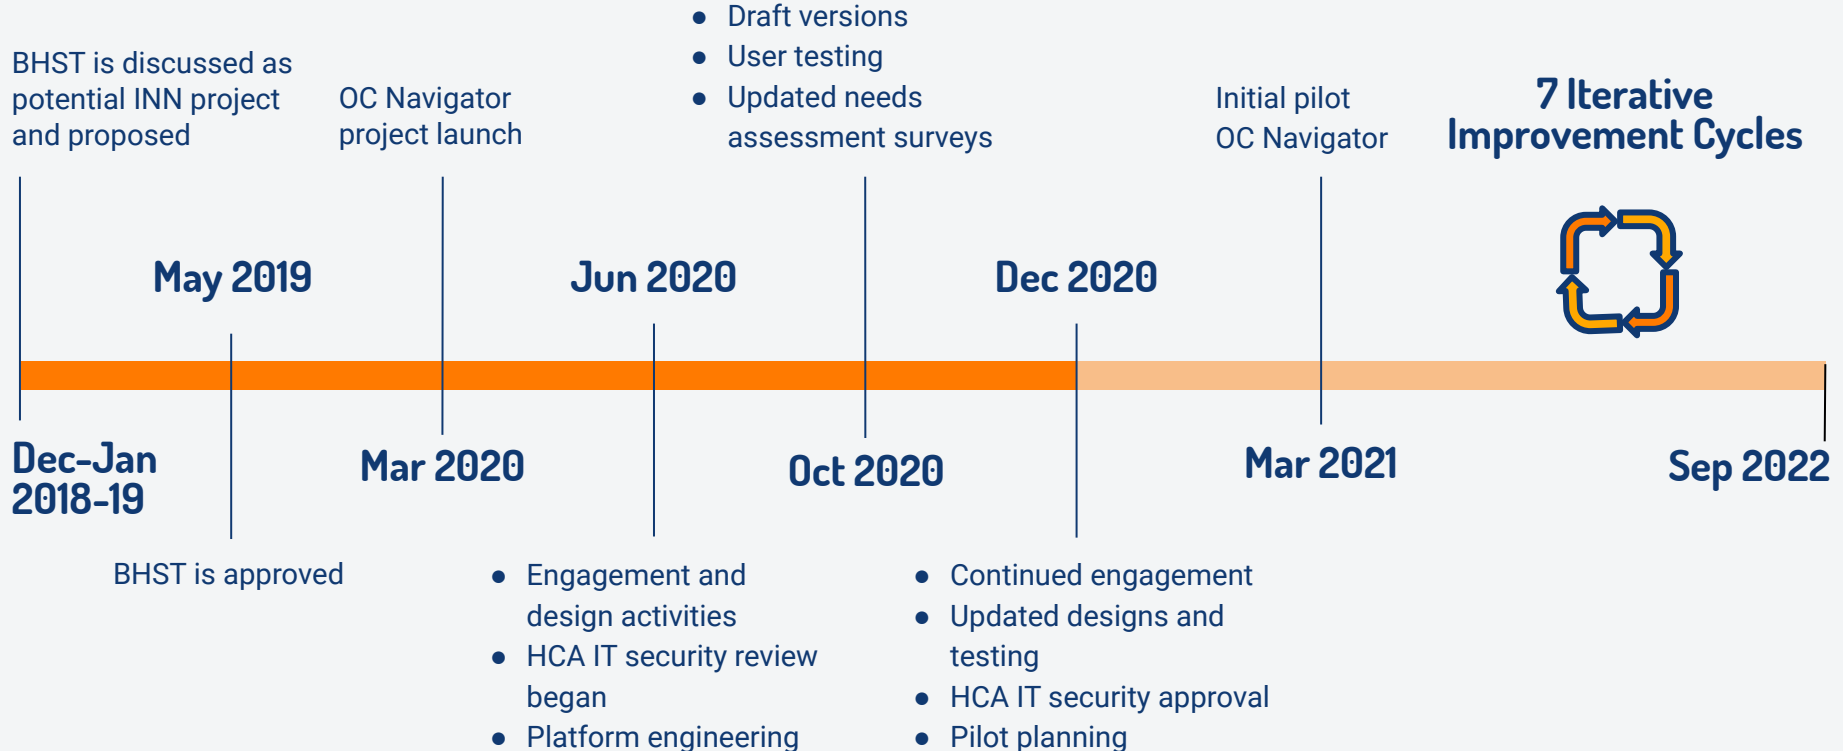 ● Draft versions
● User testing
● Updated needs
assessment surveys
BHST is discussed as
potential INN project
and proposed
OC Navigator
project launch
Initial pilot
OC Navigator
7 Iterative
Improvement Cycles
May 2019
Jun 2020
Dec 2020
Dec-Jan
2018-19
Mar 2020
Oct 2020
Mar 2021
Sep 2022
BHST is approved
● Engagement and
design activities
● HCA IT security review
began
● Platform engineering
● Continued engagement
● Updated designs and
testing
● HCA IT security approval
● Pilot planning